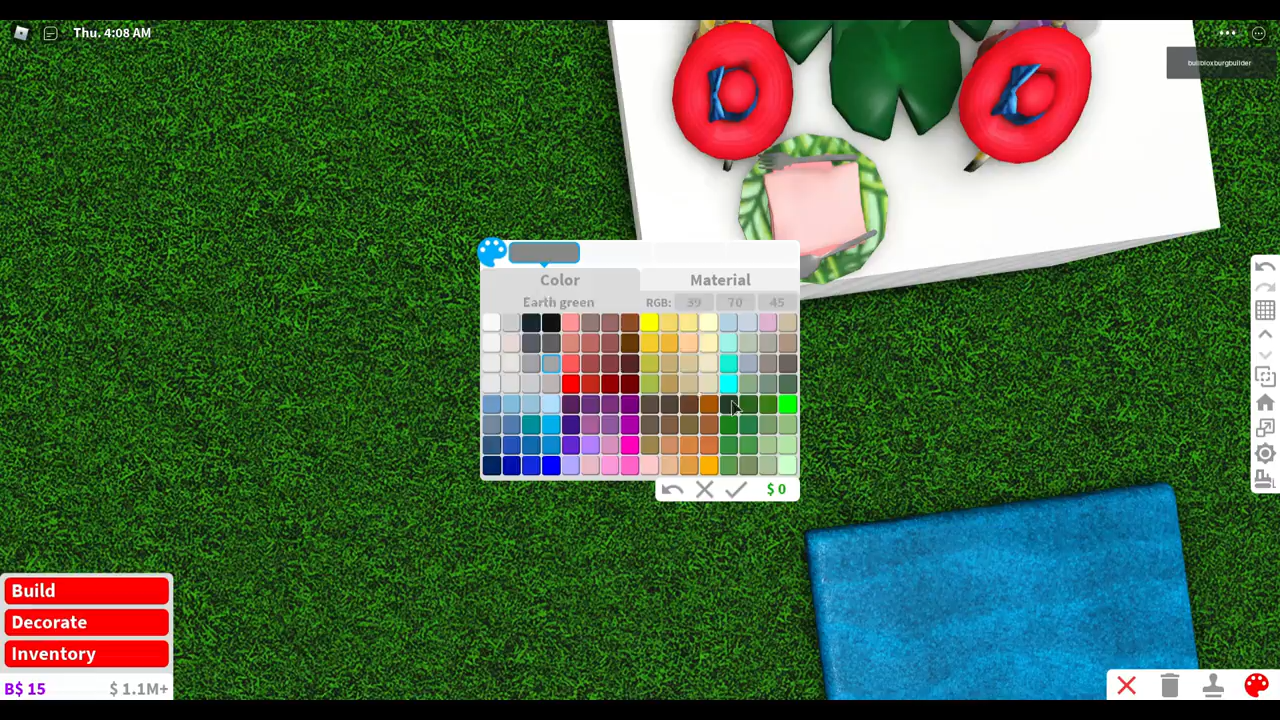 Thu. 4:08 AM
builbloxburgbuilder
Color
Material
Earth green
RGB: 39 70 45
$ 0
Build
Decorate
Inventory
B$ 15
$ 1.1M+
L